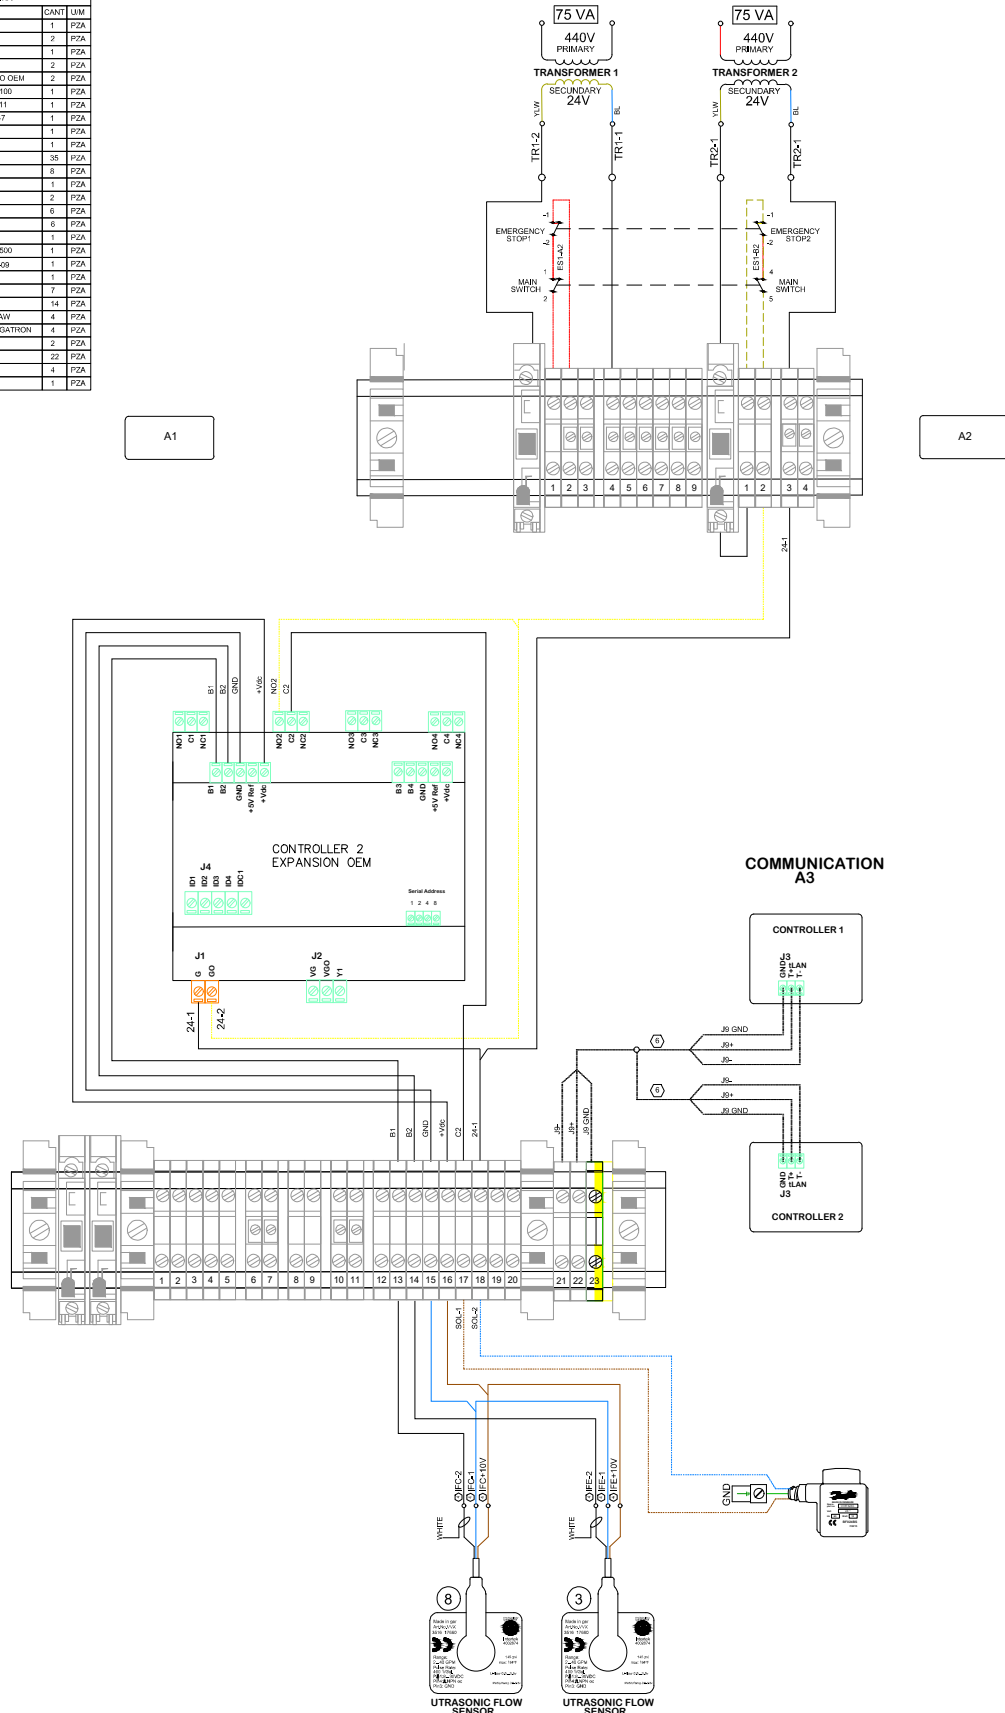 CANT U/M
1 PZA
2 PZA
1 PZA
2 PZA
O OEM 2 PZA
100 1 PZA
11 1 PZA
-7 1 PZA
1 PZA
1 PZA
35 PZA
8 PZA
1 PZA
2 PZA
6 PZA
6 PZA
1 PZA
500 1 PZA
-09 1 PZA
1 PZA
7 PZA
14 PZA
AW 4 PZA
GATRON 4 PZA
2 PZA
22 PZA
4 PZA
1 PZA
75 VA
440V
PRIMARY
TRANSFORMER 1
SECUNDARY
24V
YLW
BL
TR1-2
TR1-1
75 VA
440V
PRIMARY
TRANSFORMER 2
SECUNDARY
24V
YLW
BL
TR2-1
TR2-1
EMERGENCY
STOP1
-1
-2
ES1-A2
MAIN
SWITCH
1
2
-1
EMERGENCY
STOP2
-2
ES1-B2
4
MAIN
SWITCH
5
A1
A2
1 2 3 4 5 6 7 8 9
1 2 3 4
24-1
B1
B2
GND
+Vdc
NO2
C2
NO1
C1
NC1
NO2
C2
NC2
NO3
C3
NC3
NO4
C4
NC4
B1
B2
GND
+5V Ref
+Vdc
B3
B4
GND
+5V Ref
+Vdc
CONTROLLER 2
EXPANSION OEM
J4
ID1
ID2
ID3
ID4
IDC1
Serial Address
1 2 4 8
J1
G
GO
J2
VG
VGO
Y1
24-1
24-2
COMMUNICATION
A3
CONTROLLER 1
J3
GND
tLAN
T+
T-
6
J9 GND
J9+
J9-
6
J9-
J9+
J9 GND
GND
T+
tLAN
T-
J3
CONTROLLER 2
B1
B2
GND
+Vdc
C2
24-1
J9-
J9+
J9 GND
1 2 3 4 5 6 7 8 9 10 11 12 13 14 15 16 17 18 19 20 21 22 23
SOL-1
SOL-2
IFC-2
IFC-1
IFC+10V
WHITE
IFE-2
IFE-1
IFE+10V
WHITE
GND
8
3
UTRASONIC FLOW
SENSOR
UTRASONIC FLOW
SENSOR